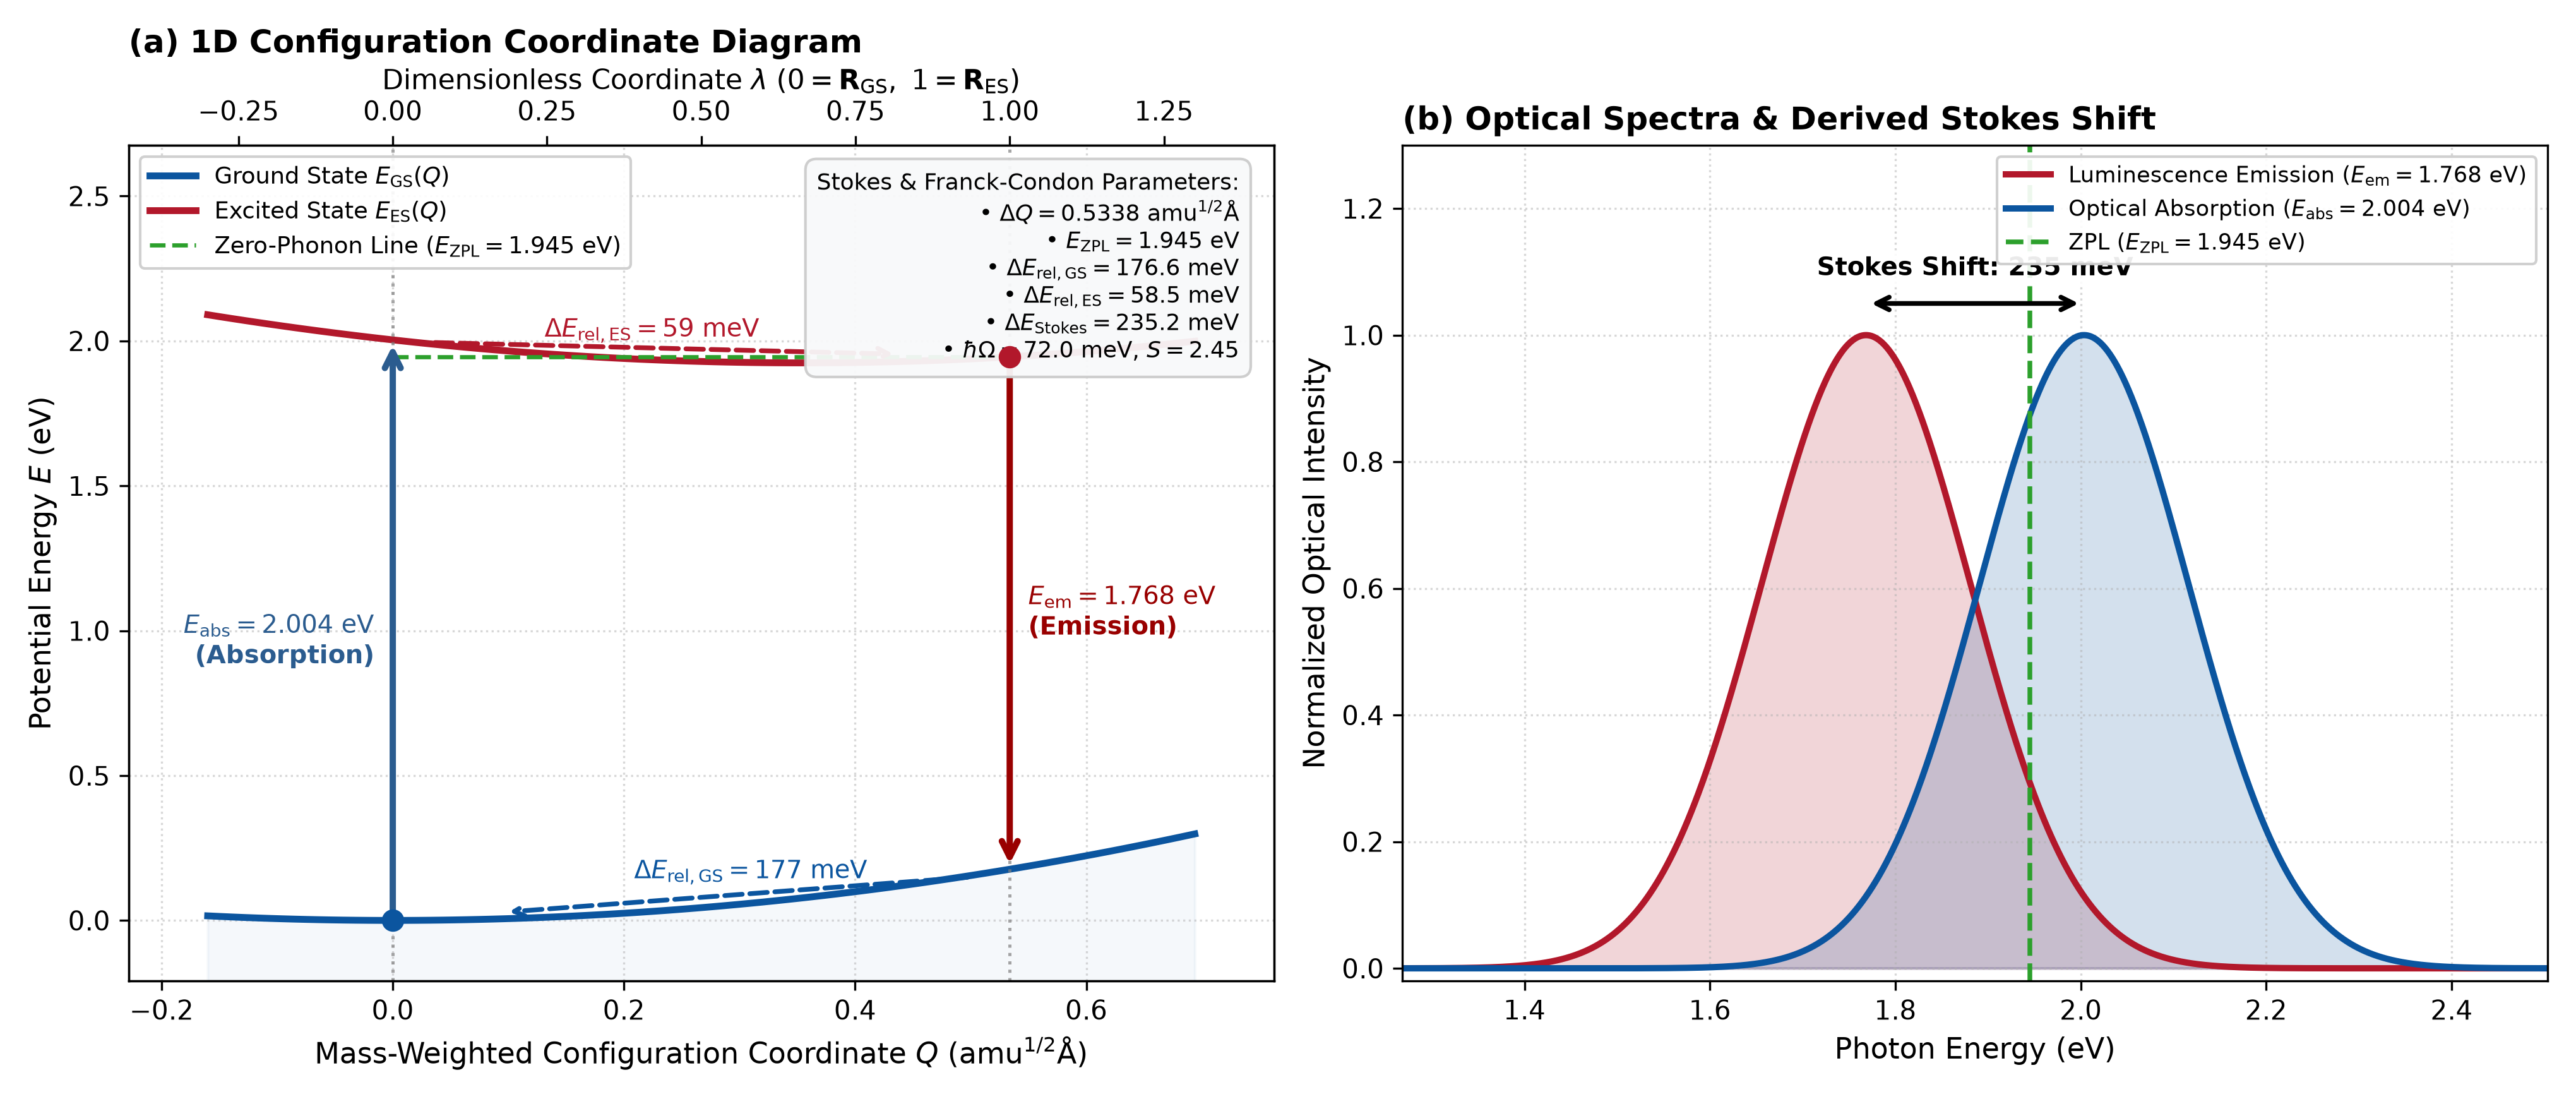 (a) 1D Configuration Coordinate Diagram
Dimensionless Coordinate λ (0 = R_GS, 1 = R_ES)
−0.25 0.00 0.25 0.50 0.75 1.00 1.25
Ground State E_GS(Q)
Excited State E_ES(Q)
Zero-Phonon Line (E_ZPL = 1.945 eV)
Stokes & Franck-Condon Parameters:
• ΔQ = 0.5338 amu^1/2Å
• E_ZPL = 1.945 eV
• ΔE_rel, GS = 176.6 meV
• ΔE_rel, ES = 58.5 meV
• ΔE_Stokes = 235.2 meV
• ħΩ 72.0 meV, S = 2.45
ΔE_rel, ES = 59 meV
E_abs = 2.004 eV
(Absorption)
E_em = 1.768 eV
(Emission)
ΔE_rel, GS = 177 meV
Potential Energy E (eV)
2.5
2.0
1.5
1.0
0.5
0.0
−0.2 0.0 0.2 0.4 0.6
Mass-Weighted Configuration Coordinate Q (amu^1/2Å)
(b) Optical Spectra & Derived Stokes Shift
Luminescence Emission (E_em = 1.768 eV)
Optical Absorption (E_abs = 2.004 eV)
ZPL (E_ZPL = 1.945 eV)
Stokes Shift: 235 meV
Normalized Optical Intensity
1.2
1.0
0.8
0.6
0.4
0.2
0.0
1.4 1.6 1.8 2.0 2.2 2.4
Photon Energy (eV)